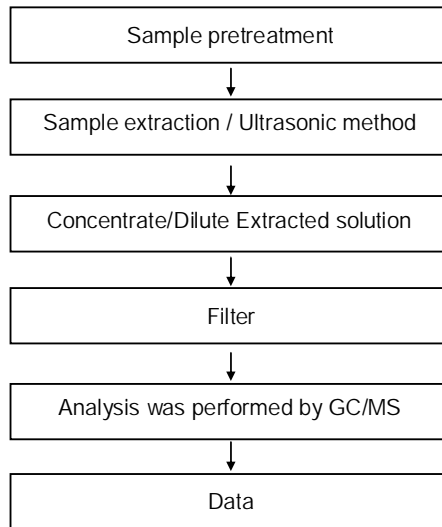 Sample pretreatment
Sample extraction / Ultrasonic method
Concentrate/Dilute Extracted solution
Filter
Analysis was performed by GC/MS
Data